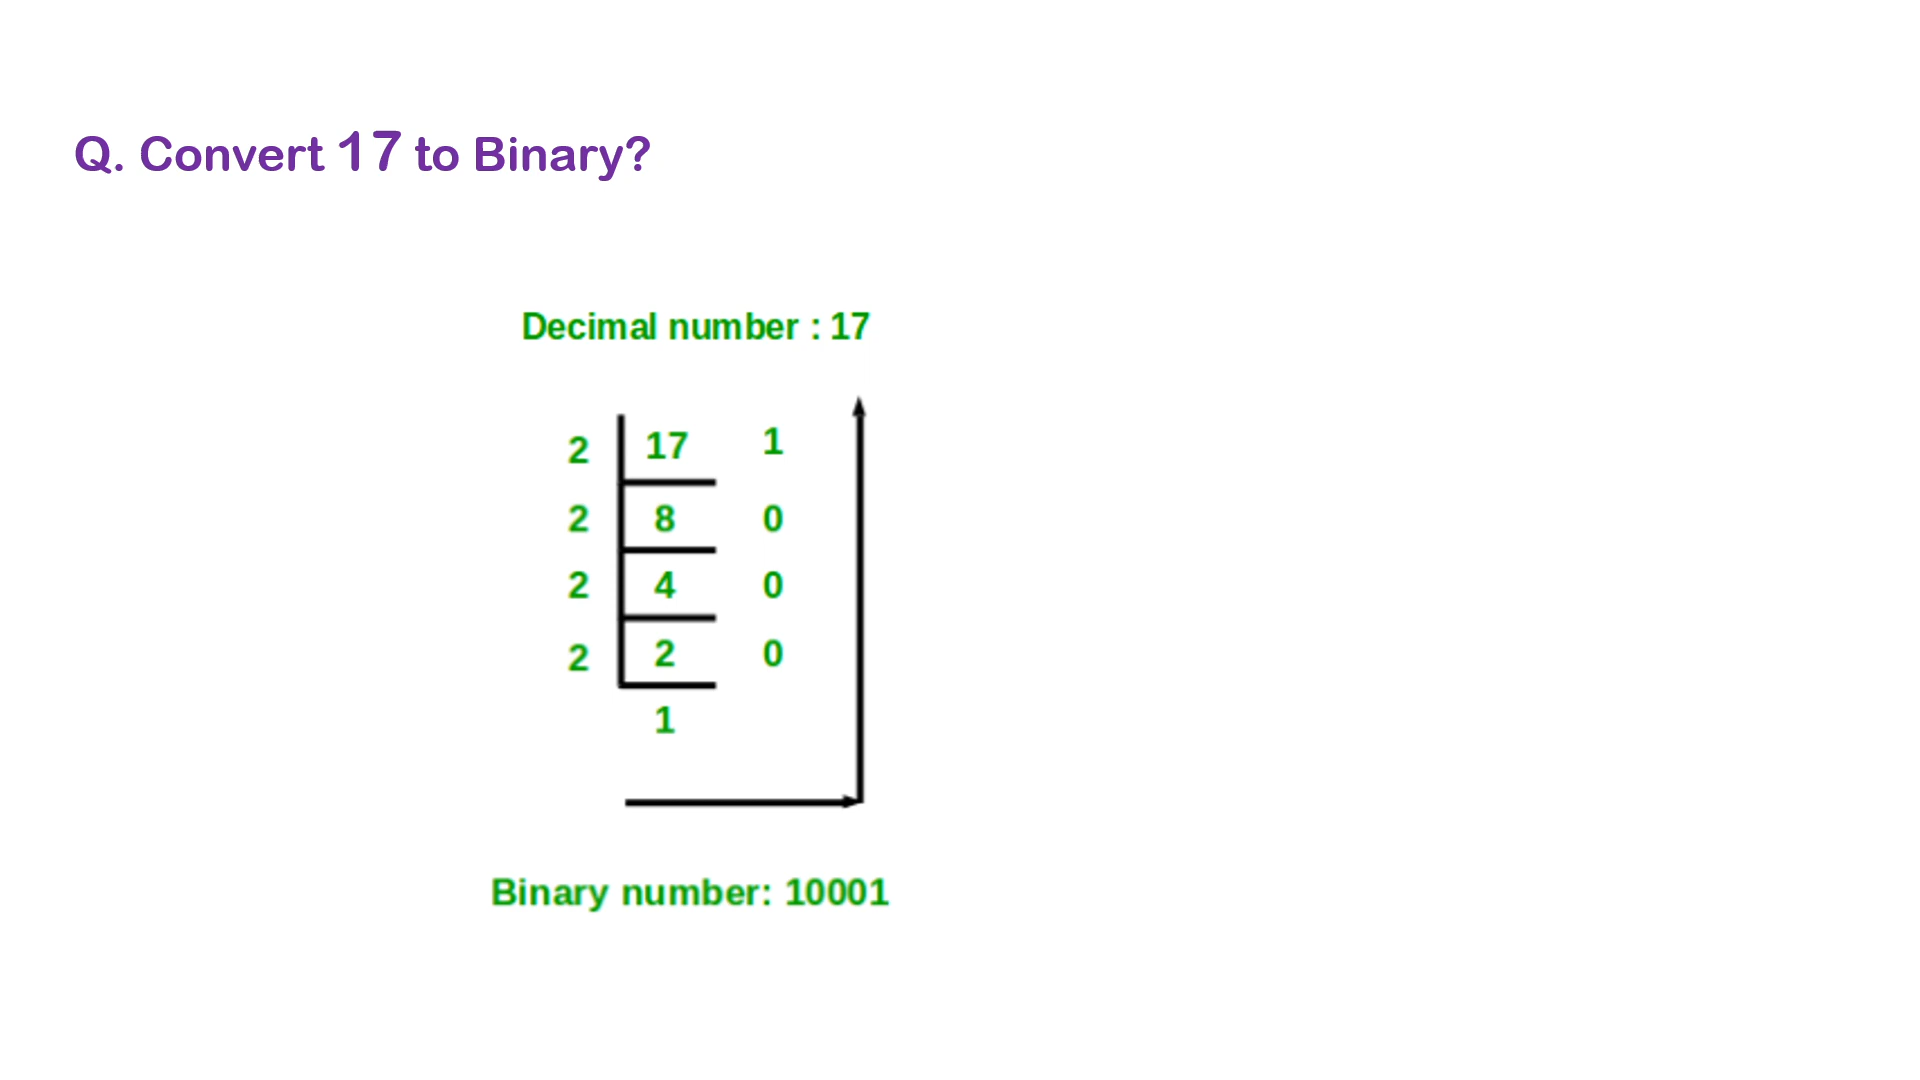 Q. Convert 17 to Binary?
Decimal number : 17
2 17 1
2 8 0
2 4 0
2 2 0
1
Binary number: 10001